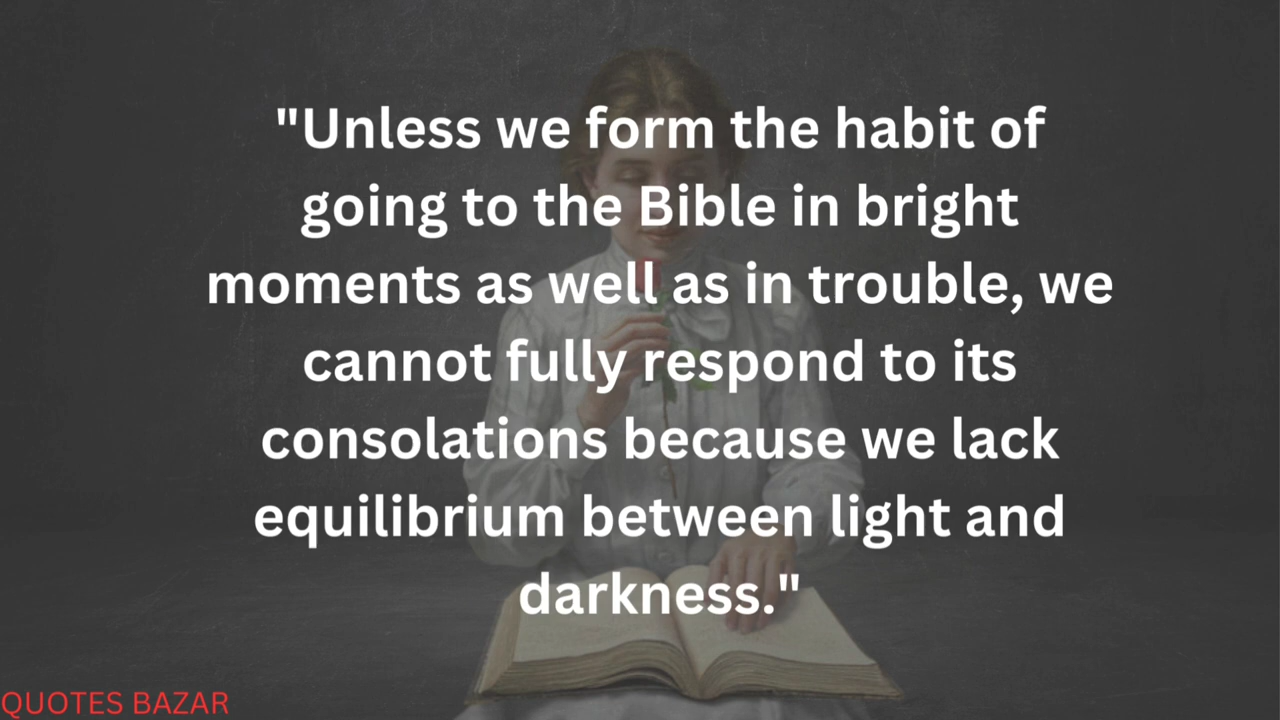 "Unless we form the habit of
going to the Bible in bright
moments as well as in trouble, we
cannot fully respond to its
consolations because we lack
equilibrium between light and
darkness."
QUOTES BAZAR